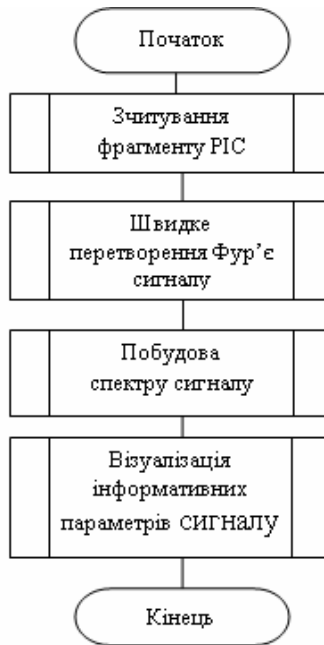 Початок
Зчитування
фрагменту РІС
Швидке
перетворення Фур’є
сигналу
Побудова
спектру сигналу
Візуалізація
інформативних
параметрів сигналу
Кінець